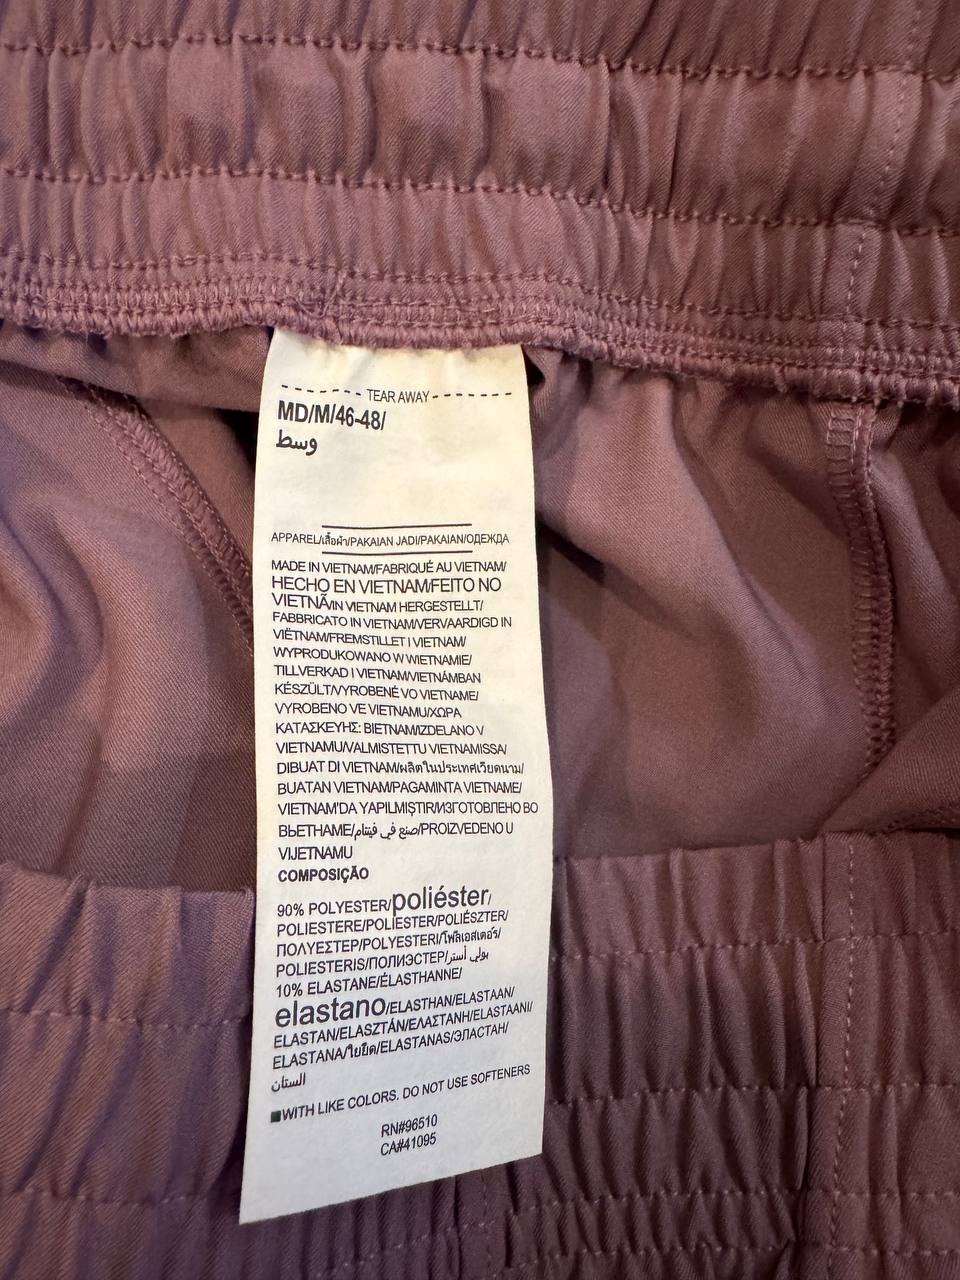 TEAR AWAY
MD/M/46-48/
وسط
APPAREL/เสื้อผ้า/PAKAIAN JADI/PAKAIAN/ОДЕЖДА
MADE IN VIETNAM/FABRIQUÉ AU VIETNAM/
HECHO EN VIETNAM/FEITO NO
VIETNÃ/IN VIETNAM HERGESTELLT/
FABBRICATO IN VIETNAM/VERVAARDIGD IN
VIËTNAM/FREMSTILLET I VIETNAM/
WYPRODUKOWANO W WIETNAMIE/
TILLVERKAD I VIETNAM/VIETNÁMBAN
KÉSZÜLT/VYROBENÉ VO VIETNAME/
VYROBENO VE VIETNAMU/ΧΩΡΑ
ΚΑΤΑΣΚΕΥΗΣ: ΒΙΕΤΝΑΜ/IZDELANO V
VIETNAMU/VALMISTETTU VIETNAMISSA/
DIBUAT DI VIETNAM/ผลิตในประเทศเวียดนาม/
BUATAN VIETNAM/PAGAMINTA VIETNAME/
VIETNAM'DA YAPILMIŞTIR/ИЗГОТОВЛЕНО ВО
ВЬЕТНАМЕ/صنع في فيتنام/PROIZVEDENO U
VIJETNAMU
COMPOSIÇÃO
90% POLYESTER/poliéster/
POLIESTERE/POLIESTER/POLIÉSZTER/
ΠΟΛΥΕΣΤΕΡ/POLYESTERI/โพลีเอสเตอร์/
POLIESTERIS/ПОЛИЭСТЕР/بولي أستر/
10% ELASTANE/ÉLASTHANNE/
elastano/ELASTHAN/ELASTAAN/
ELASTAN/ELASZTÁN/ΕΛΑΣΤΑΝΗ/ELASTAANI/
ELASTANA/ใยยืด/ELASTANAS/ЭЛАСТАН/
الستان
WITH LIKE COLORS. DO NOT USE SOFTENERS
RN#96510
CA#41095